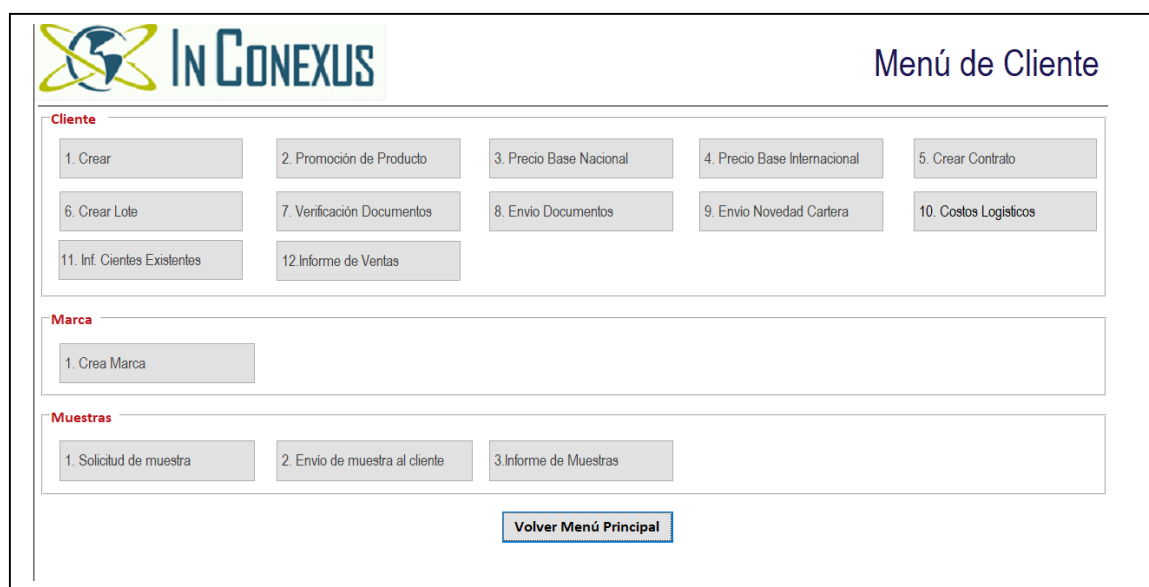 IN CONEXUS
Menú de Cliente
Cliente
1. Crear
2. Promoción de Producto
3. Precio Base Nacional
4. Precio Base Internacional
5. Crear Contrato
6. Crear Lote
7. Verificación Documentos
8. Envio Documentos
9. Envio Novedad Cartera
10. Costos Logisticos
11. Inf. Cientes Existentes
12.Informe de Ventas
Marca
1. Crea Marca
Muestras
1. Solicitud de muestra
2. Envio de muestra al cliente
3.Informe de Muestras
Volver Menú Principal